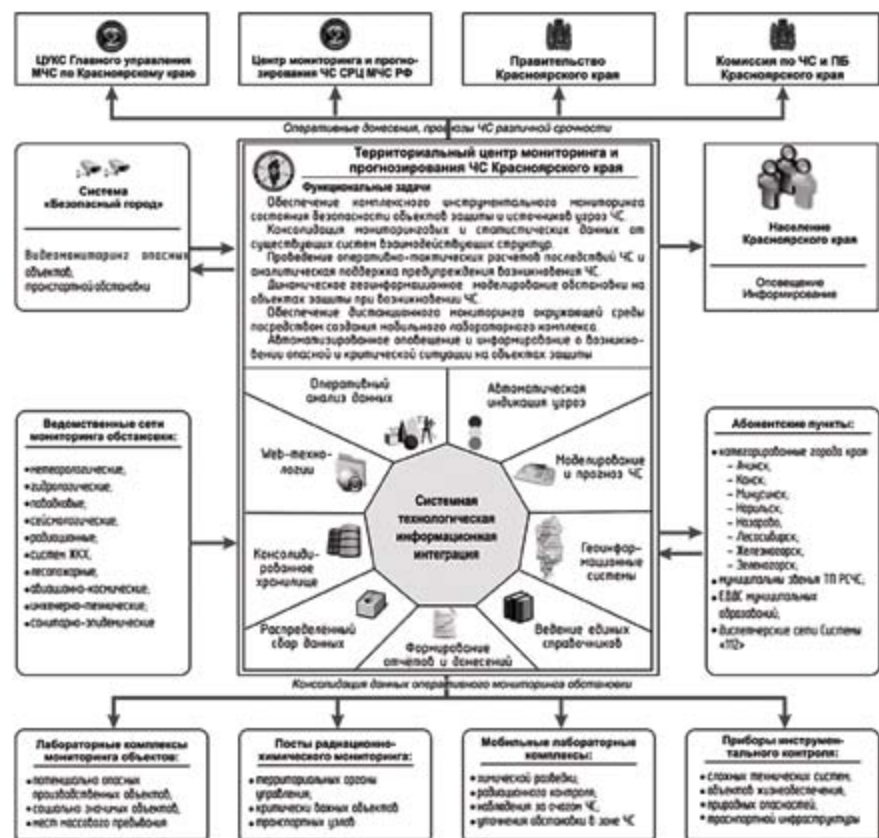 ЦУКС Главного управления
МЧС по Красноярскому краю
Центр мониторинга и прогно-
зирования ЧС СРЦ МЧС РФ
Правительство
Красноярского края
Комиссия по ЧС и ПБ
Красноярского края
Оперативные донесения, прогнозы ЧС различной срочности
Система
«Безопасный город»
Видеомониторинг опасных
объектов,
транспортной обстановки
Территориальный центр мониторинга и
прогнозирования ЧС Красноярского края
Функциональные задачи
Обеспечение комплексного инструментального мониторинга
состояния безопасности объектов защиты и источников угроз ЧС.
Консолидация мониторинговых и статистических данных от
существующих систем взаимодействующих структур.
Проведение оперативно-тактических расчетов последствий ЧС и
аналитическая поддержка предупреждения возникновения ЧС.
Динамическое геоинформационное моделирование обстановки на
объектах защиты при возникновении ЧС.
Обеспечение дистанционного мониторинга окружающей среды
посредством создания мобильного лабораторного комплекса.
Автоматизированное оповещение и информирование о возникно-
вении опасной и критической ситуации на объектах защиты
Население
Красноярского края
Оповещение
Информирование
Ведомственные сети
мониторинга обстановки:
•метеорологические,
•гидрологические,
•паводковые,
•сейсмологические,
•радиационные,
•систем ЖКХ,
•лесопожарные,
•авиационно-космические,
•инженерно-технические,
•санитарно-эпидемические
Оперативный
анализ данных
Автоматическая
индикация угроз
Web-техно-
логии
Моделирование
и прогноз ЧС
Системная
технологическая
информационная
интеграция
Консолиди-
рованное
хранилище
Геоинфор-
мационные
системы
Распределённый
сбор данных
Формирование
отчетов и донесений
Ведение единых
справочников
Абонентские пункты:
•категорированные города края
– Ачинск,
– Канск,
– Минусинск,
– Норильск,
– Назарово,
– Лесосибирск,
– Железногорск,
– Зеленогорск,
•муниципальны звенья ТП РСЧС,
•ЕДДС муниципальных
образований,
•диспетчерские сети Системы
«112»
Консолидация данных оперативного мониторинга обстановки
Лабораторные комплексы
мониторинга объектов:
•потенциально опасных
производственных объектов,
•социально значимых объектов,
•мест массового пребывания
Посты радиационно-
химического мониторинга:
•территориальных органы
управления,
•критически важных объектов
•транспортных узлов
Мобильные лабораторные
комплексы:
•химической разведки,
•радиационного контроля,
•наблюдения за очагом ЧС,
•уточнения обстановки в зоне ЧС
Приборы инструмен-
тального контроля:
•сложных технических систем,
•объектов жизнеобеспечения,
•природных опасностей,
•траспортной инфраструктуры